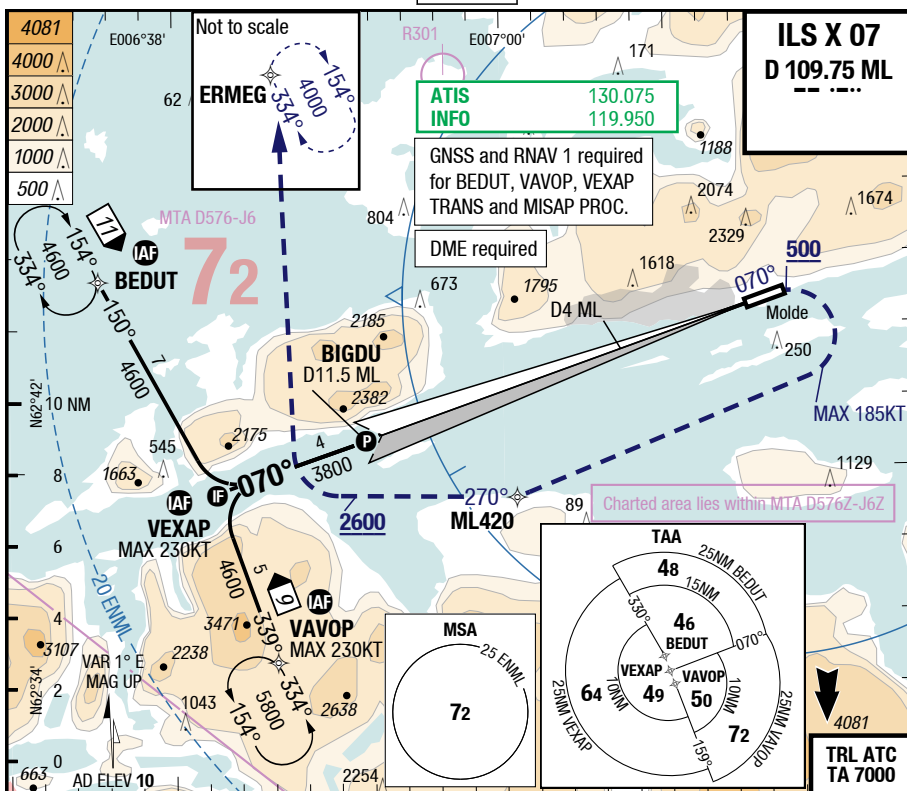 4081
4000
3000
2000
1000
500
E006°38'
E007°00'
Not to scale
ERMEG
334°
4000
154°
62
R301
171
ILS X 07
D 109.75 ML
ATIS 130.075
INFO 119.950
GNSS and RNAV 1 required
for BEDUT, VAVOP, VEXAP
TRANS and MISAP PROC.
DME required
1188
2074
2329
1674
804
1618
673
1795
500
070°
Molde
250
D4 ML
MAX 185KT
MTA D576-J6
72
11
IAF
BEDUT
154°
4600
334°
150°
7
4600
2185
BIGDU
D11.5 ML
2382
P
4
3800
070°
2175
545
1663
IAF
IF
VEXAP
MAX 230KT
N62°42'
10 NM
8
6
4
2
0
270°
ML420
2600
89
1129
Charted area lies within MTA D576Z-J6Z
20 ENML
4600
5
9
IAF
VAVOP
MAX 230KT
339°
3471
3107
2238
VAR 1° E
MAG UP
N62°34'
1043
334°
5800
154°
2638
663
AD ELEV 10
2254
MSA
25 ENML
72
TAA
48
25NM BEDUT
15NM
330°
46
BEDUT
070°
VEXAP
VAVOP
64
10NM
49
50
10NM
25NM VEXAP
72
25NM VAVOP
159°
4081
TRL ATC
TA 7000